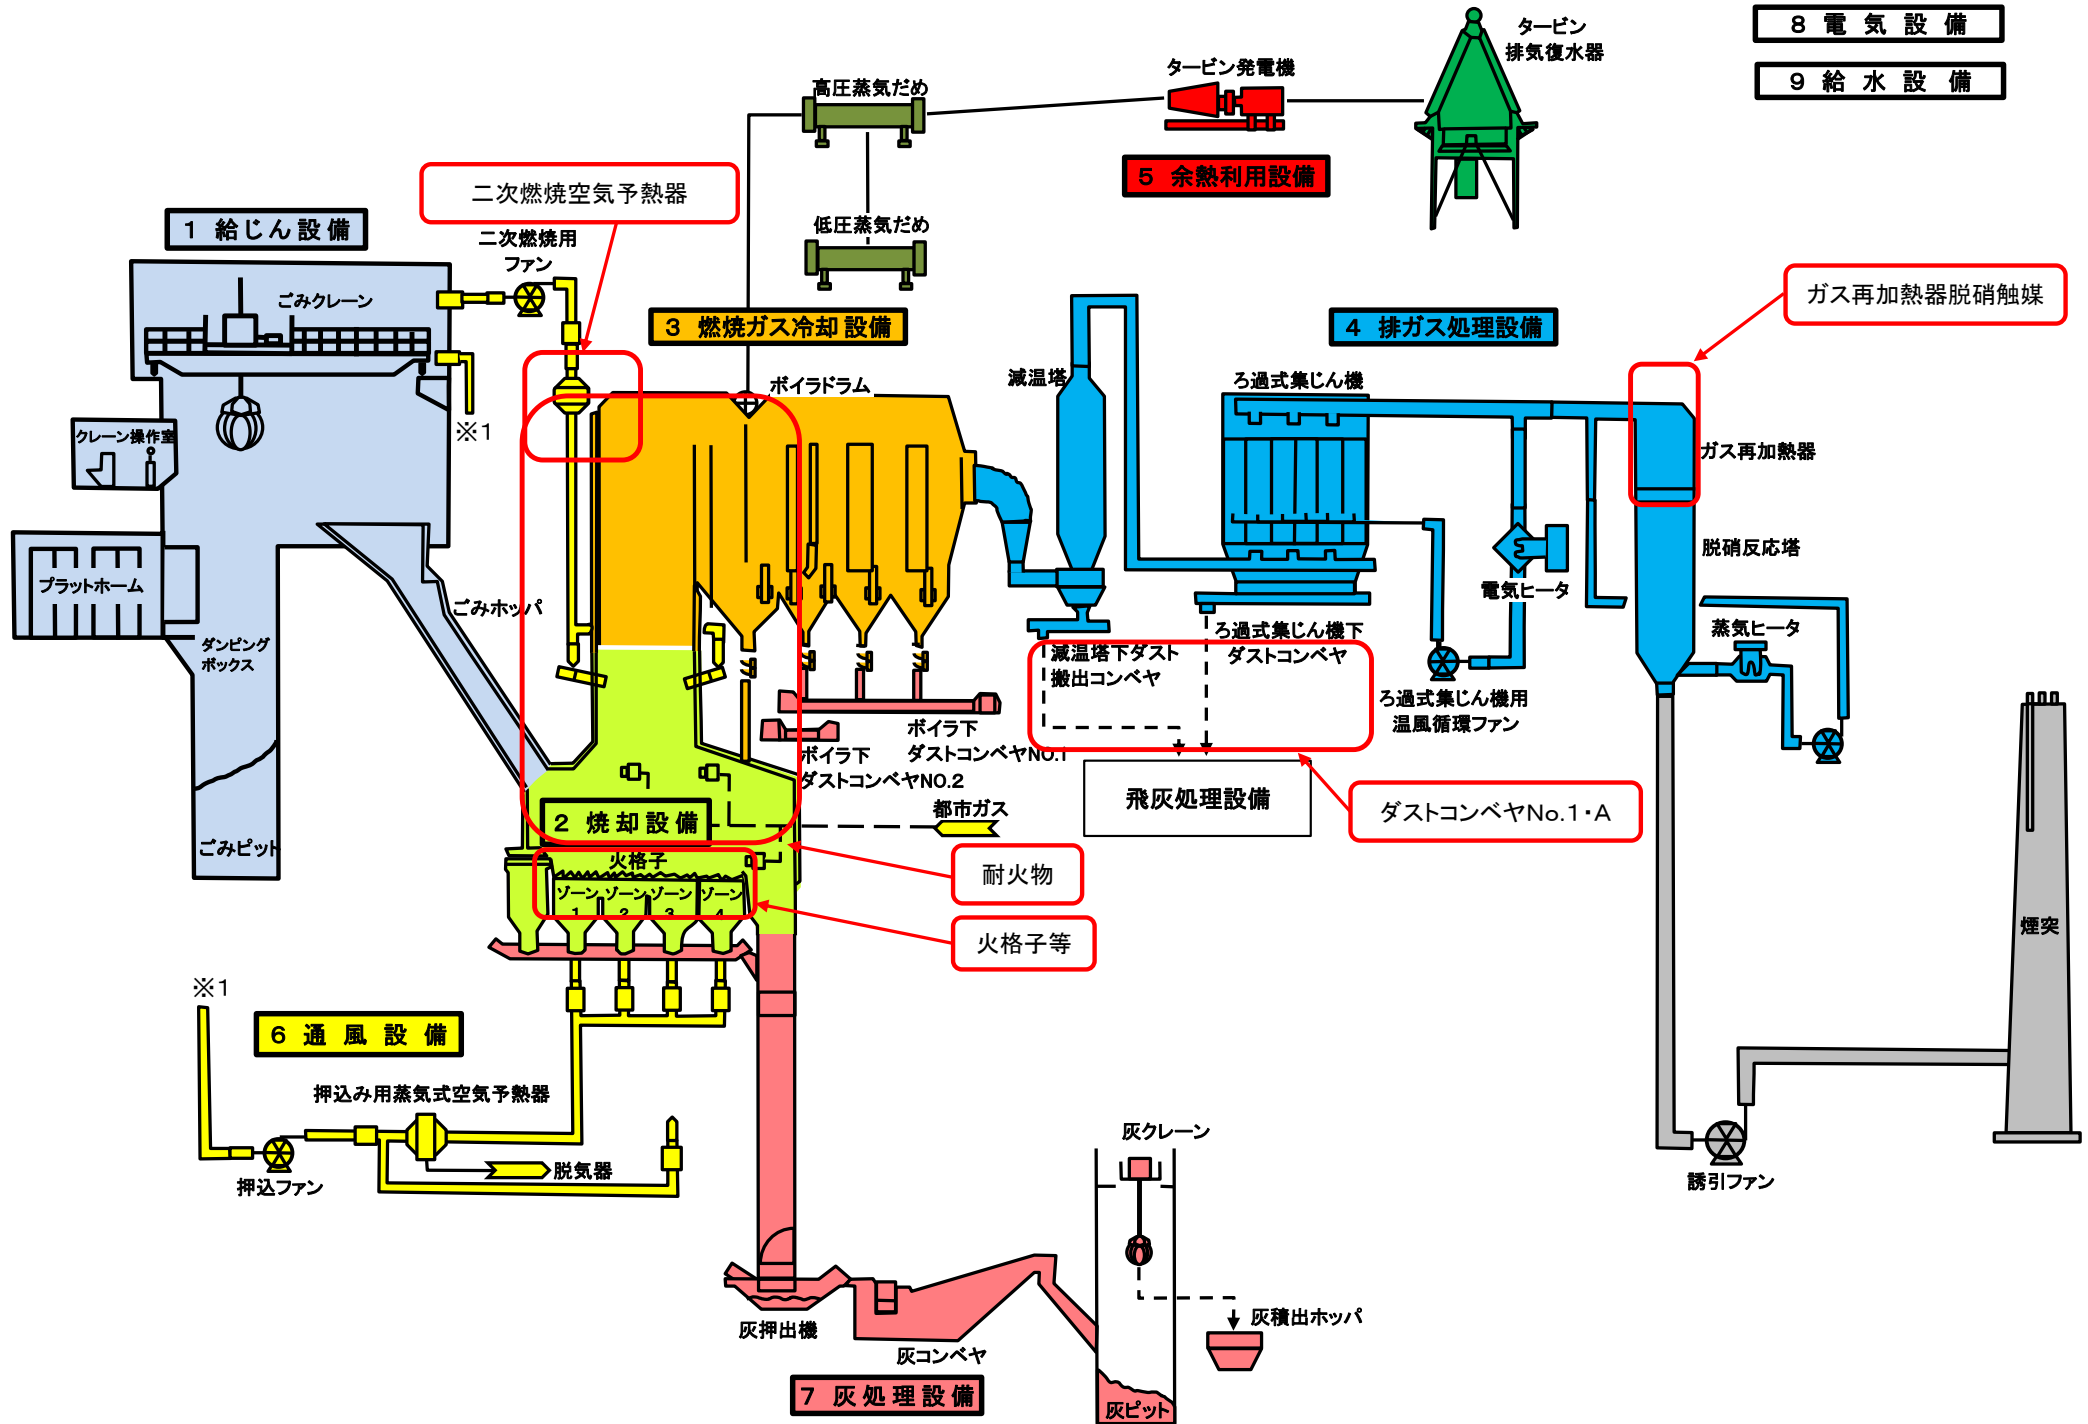 8 電気設備
9 給水設備
タービン
排気復水器
タービン発電機
高圧蒸気だめ
5 余熱利用設備
二次燃焼空気予熱器
1 給じん設備
低圧蒸気だめ
二次燃焼用
ファン
ごみクレーン
ガス再加熱器脱硝触媒
3 燃焼ガス冷却設備
4 排ガス処理設備
減温塔
ろ過式集じん機
ボイラドラム
※1
クレーン操作室
ガス再加熱器
脱硝反応塔
プラットホーム
電気ヒータ
ごみホッパ
ダンピング
ボックス
蒸気ヒータ
ろ過式集じん機下
ダストコンベヤ
減温塔下ダスト
搬出コンベヤ
ろ過式集じん機用
温風循環ファン
ボイラ下
ダストコンベヤNO.1
ボイラ下
ダストコンベヤNO.2
飛灰処理設備
ダストコンベヤNo.1・A
都市ガス
2 焼却設備
ごみピット
火格子
耐火物
ゾーン
1
ゾーン
2
ゾーン
3
ゾーン
4
火格子等
煙突
※1
6 通風設備
押込み用蒸気式空気予熱器
脱気器
押込ファン
灰クレーン
誘引ファン
灰押出機
灰コンベヤ
灰積出ホッパ
7 灰処理設備
灰ピット